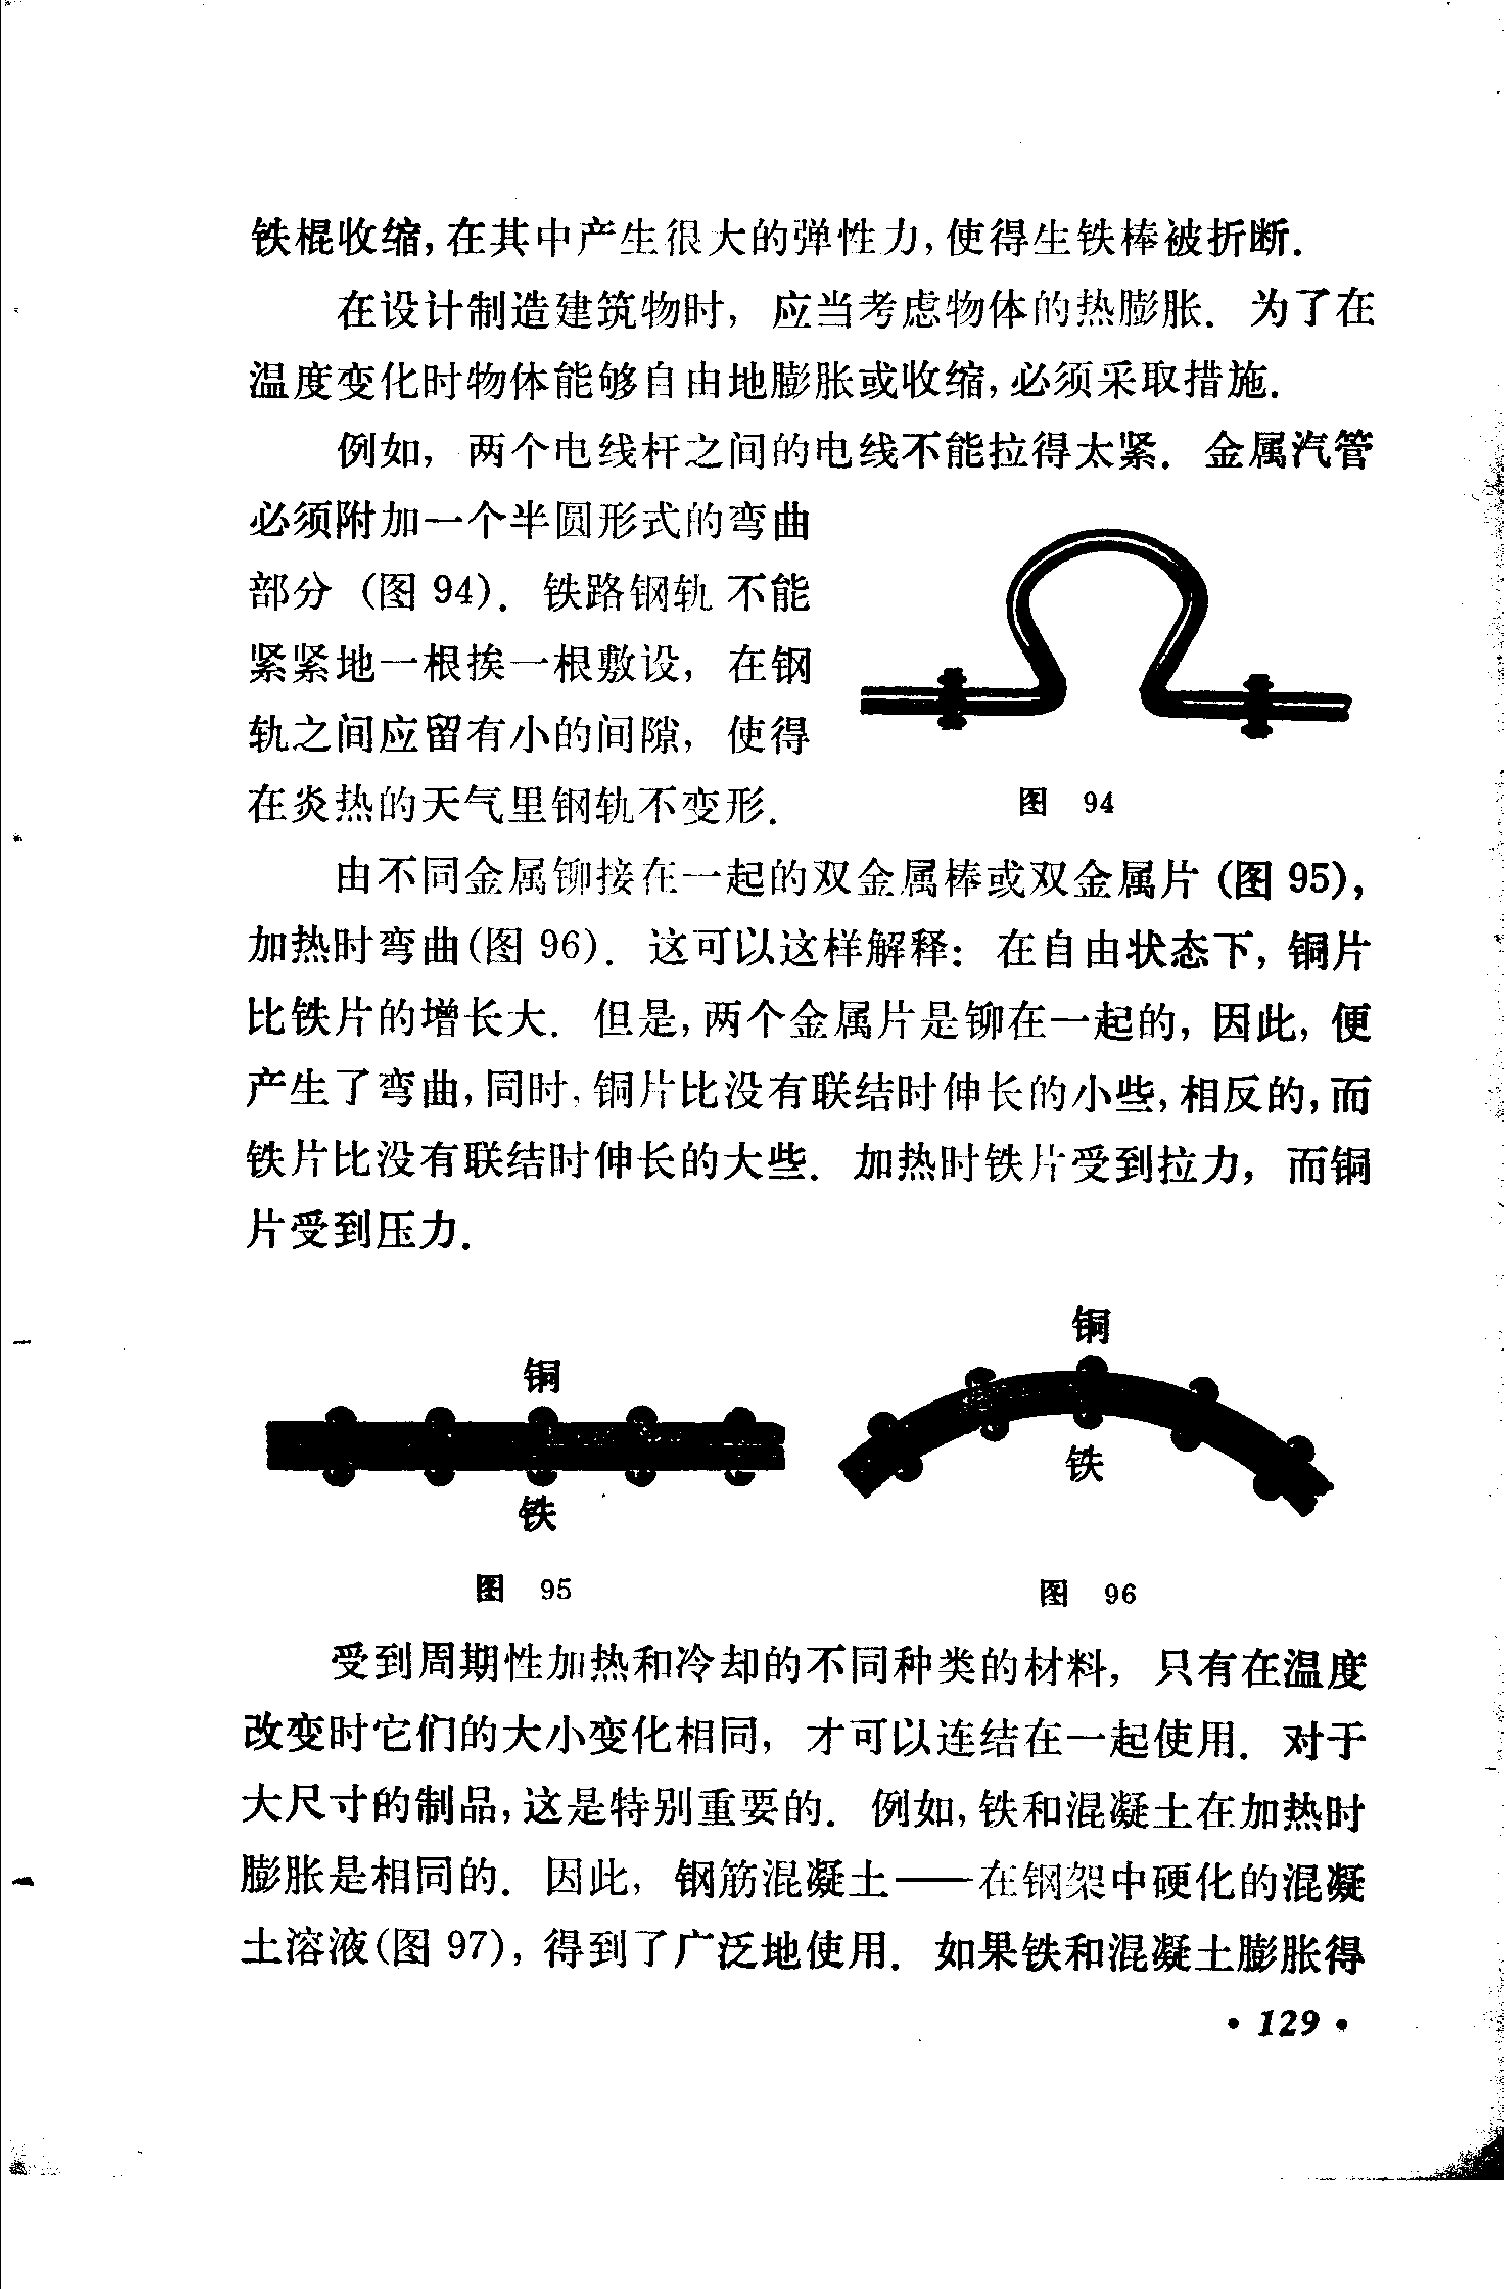 铁棍收缩,在其中产生很大的弹性力,使得生铁棒被折断.
在设计制造建筑物时, 应当考虑物体的热膨胀. 为了在
温度变化时物体能够自由地膨胀或收缩,必须采取措施.
例如, 两个电线杆之间的电线不能拉得太紧. 金属汽管
必须附加一个半圆形式的弯曲
部分 (图 94). 铁路钢轨不能
紧紧地一根挨一根敷设, 在钢
轨之间应留有小的间隙, 使得
在炎热的天气里钢轨不变形.
图 94
由不同金属铆接在一起的双金属棒或双金属片 (图 95),
加热时弯曲(图 96). 这可以这样解释: 在自由状态下, 铜片
比铁片的增长大. 但是,两个金属片是铆在一起的, 因此, 便
产生了弯曲,同时,铜片比没有联结时伸长的小些,相反的,而
铁片比没有联结时伸长的大些. 加热时铁片受到拉力, 而铜
片受到压力.
铜
铁
图 95
铜
铁
图 96
受到周期性加热和冷却的不同种类的材料, 只有在温度
改变时它们的大小变化相同, 才可以连结在一起使用. 对于
大尺寸的制品,这是特别重要的. 例如,铁和混凝土在加热时
膨胀是相同的. 因此, 钢筋混凝土——在钢架中硬化的混凝
土溶液(图 97), 得到了广泛地使用. 如果铁和混凝土膨胀得
• 129 •